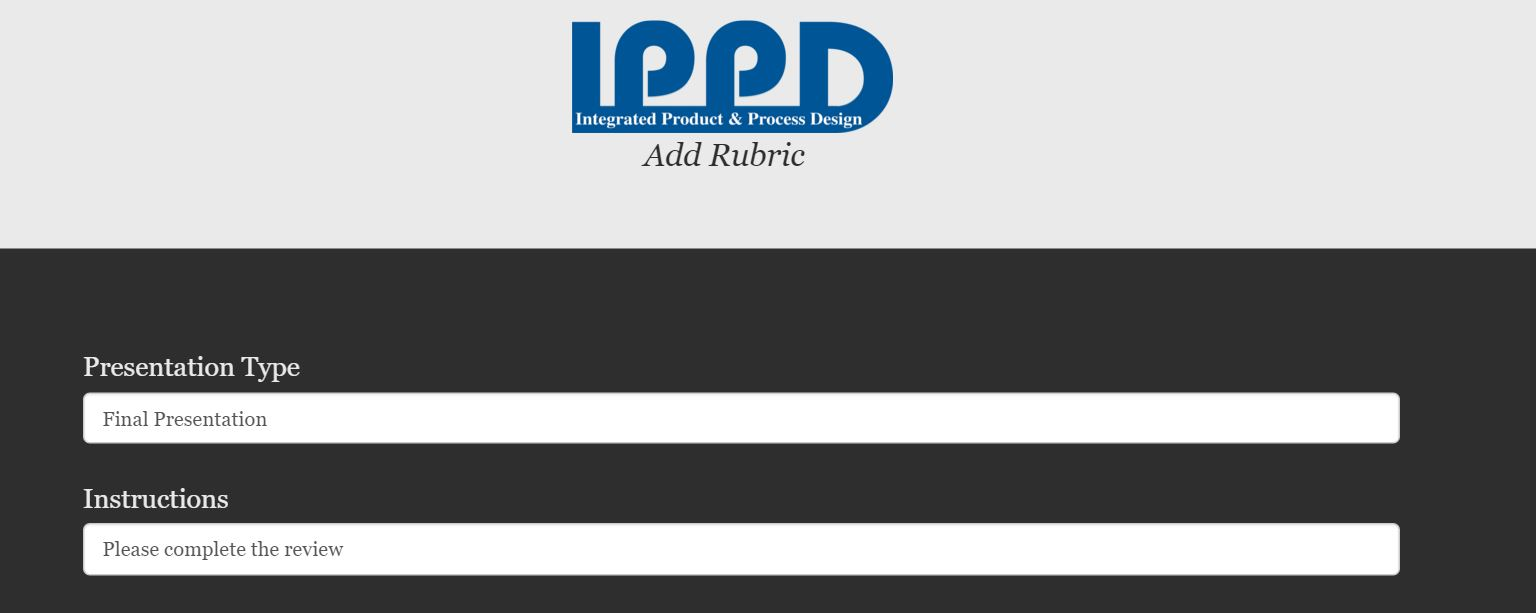 IPPD
Integrated Product & Process Design
Add Rubric
Presentation Type
Final Presentation
Instructions
Please complete the review